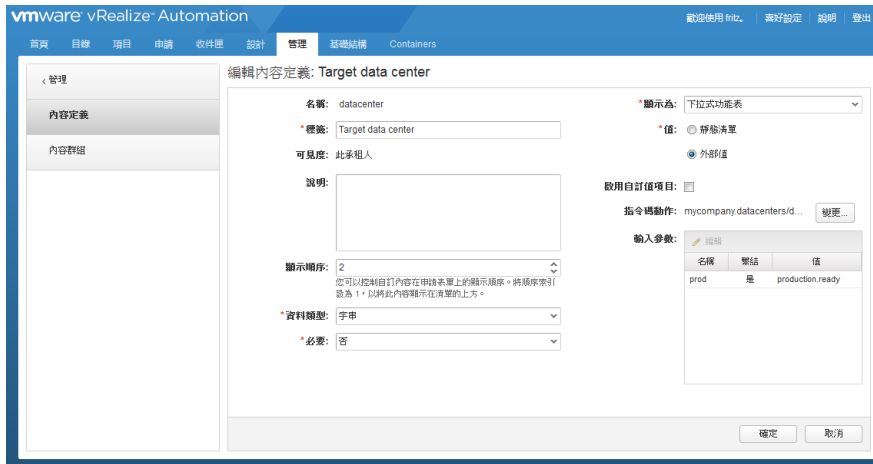 vmware vRealize Automation
歡迎使用 fritz。 喜好設定 說明 登出
首頁 目錄 項目 申請 收件匣 設計 管理 基礎結構 Containers
‹管理
內容定義
內容群組
編輯內容定義: Target data center
名稱: datacenter
*標籤: Target data center
可見度: 此承租人
說明:
顯示順序: 2
您可以控制自訂內容在申請表單上的顯示順序。將順序索引
設為 1,以將此內容顯示在清單的上方。
*資料類型: 字串
*必要: 否
*顯示為: 下拉式功能表
*值: 靜態清單
外部值
啟用自訂值項目:
指令碼動作: mycompany.datacenters/d... 變更...
輸入參數: 編輯
名稱 繫結 值
prod 是 production.ready
確定 取消